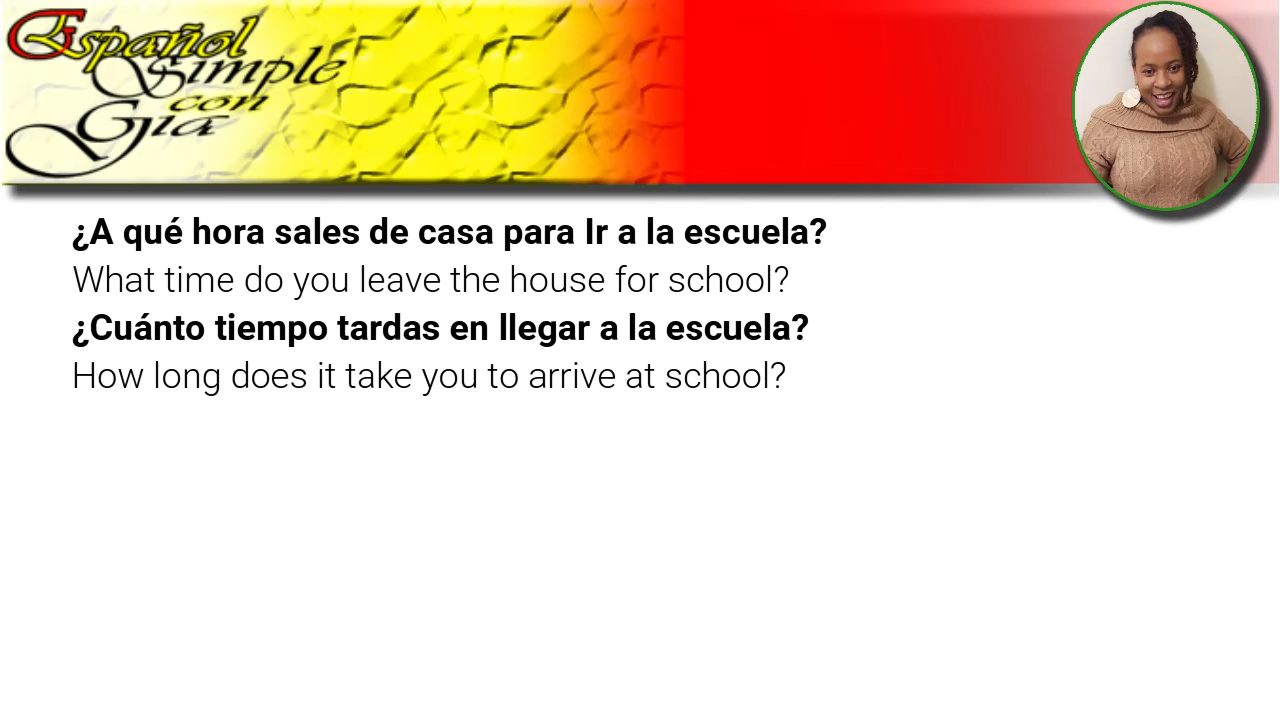 Español
Simple
con
Gia
¿A qué hora sales de casa para Ir a la escuela?
What time do you leave the house for school?
¿Cuánto tiempo tardas en llegar a la escuela?
How long does it take you to arrive at school?